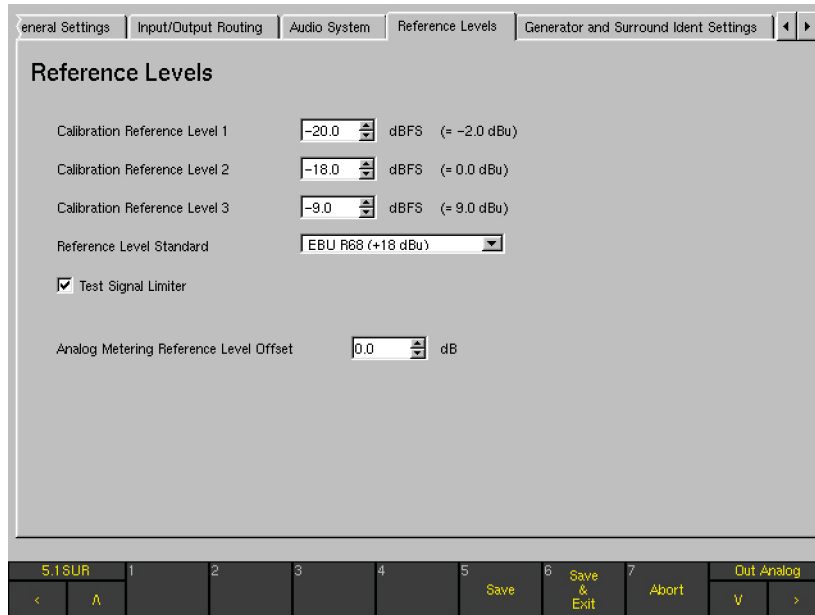 eneral Settings Input/Output Routing Audio System Reference Levels Generator and Surround Ident Settings
Reference Levels
Calibration Reference Level 1 -20.0 dBFS (= -2.0 dBu)
Calibration Reference Level 2 -18.0 dBFS (= 0.0 dBu)
Calibration Reference Level 3 -9.0 dBFS (= 9.0 dBu)
Reference Level Standard EBU R68 (+18 dBu)
Test Signal Limiter
Analog Metering Reference Level Offset 0.0 dB
5.1SUR 1 2 3 4 5 6 7 Out Analog
< Λ Save Save & Exit Abort V >